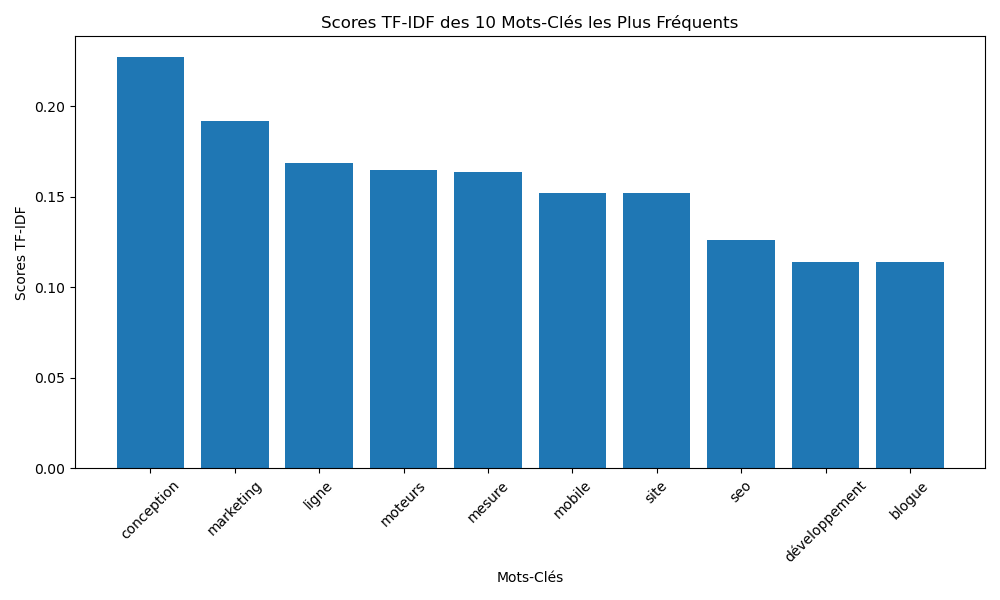 Scores TF-IDF des 10 Mots-Clés les Plus Fréquents
Scores TF-IDF
0.20
0.15
0.10
0.05
0.00
conception
marketing
ligne
moteurs
mesure
mobile
site
seo
développement
blogue
Mots-Clés